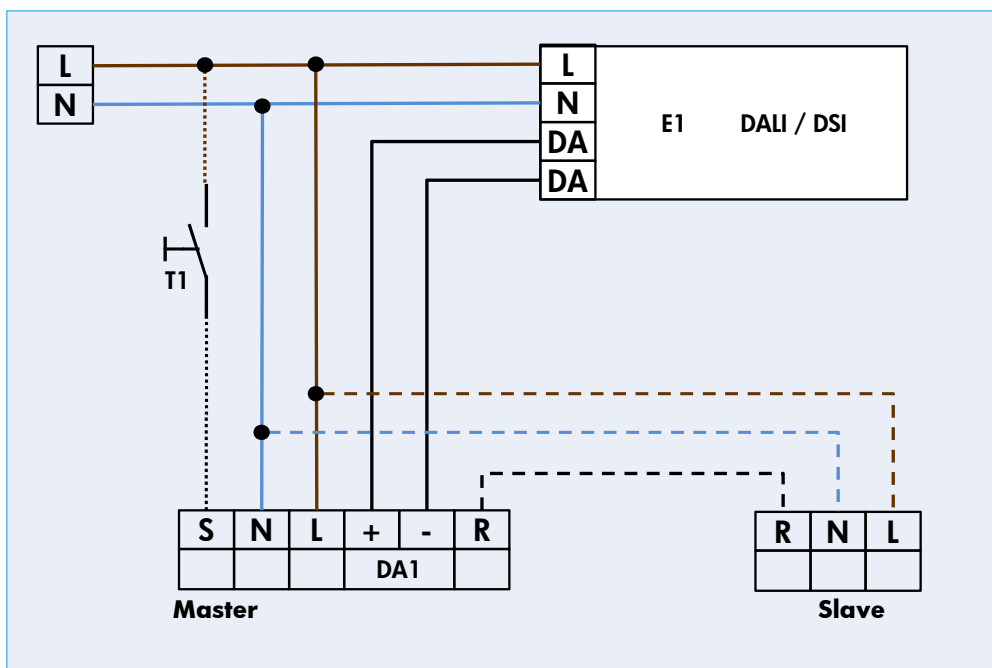 L
N
L
N
DA
DA
E1 DALI / DSI
T1
S N L + - R
DA1
Master
R N L
Slave